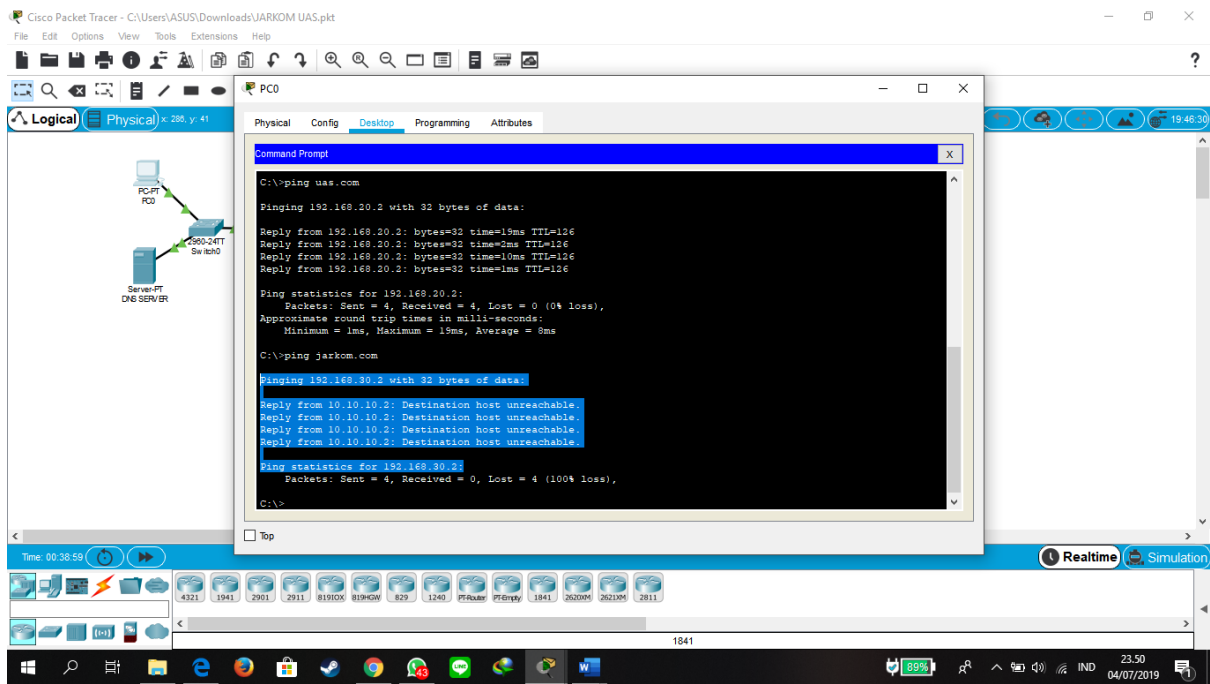 Cisco Packet Tracer - C:\Users\ASUS\Downloads\JARKOM UAS.pkt
File Edit Options View Tools Extensions Help
?
PC0
Logical
Physical
x: 286, y: 41
19:46:30
Physical Config Desktop Programming Attributes
Command Prompt
X
C:\>ping uas.com
Pinging 192.168.20.2 with 32 bytes of data:
Reply from 192.168.20.2: bytes=32 time=19ms TTL=126
Reply from 192.168.20.2: bytes=32 time=2ms TTL=126
Reply from 192.168.20.2: bytes=32 time=10ms TTL=126
Reply from 192.168.20.2: bytes=32 time=1ms TTL=126
Ping statistics for 192.168.20.2:
Packets: Sent = 4, Received = 4, Lost = 0 (0% loss),
Approximate round trip times in milli-seconds:
Minimum = 1ms, Maximum = 19ms, Average = 8ms
C:\>ping jarkom.com
Pinging 192.168.30.2 with 32 bytes of data:
Reply from 10.10.10.2: Destination host unreachable.
Reply from 10.10.10.2: Destination host unreachable.
Reply from 10.10.10.2: Destination host unreachable.
Reply from 10.10.10.2: Destination host unreachable.
Ping statistics for 192.168.30.2:
Packets: Sent = 4, Received = 0, Lost = 4 (100% loss),
C:\>
PC-PT
PC0
2960-24TT
Switch0
Server-PT
DNS SERVER
Top
Time: 00:38:59
Realtime
Simulation
4321 1941 2901 2911 819IOX 819HGW 829 1240 PT-Router PT-Empty 1841 2620XM 2621XM 2811
1841
43
89%
IND
23.50
04/07/2019
1